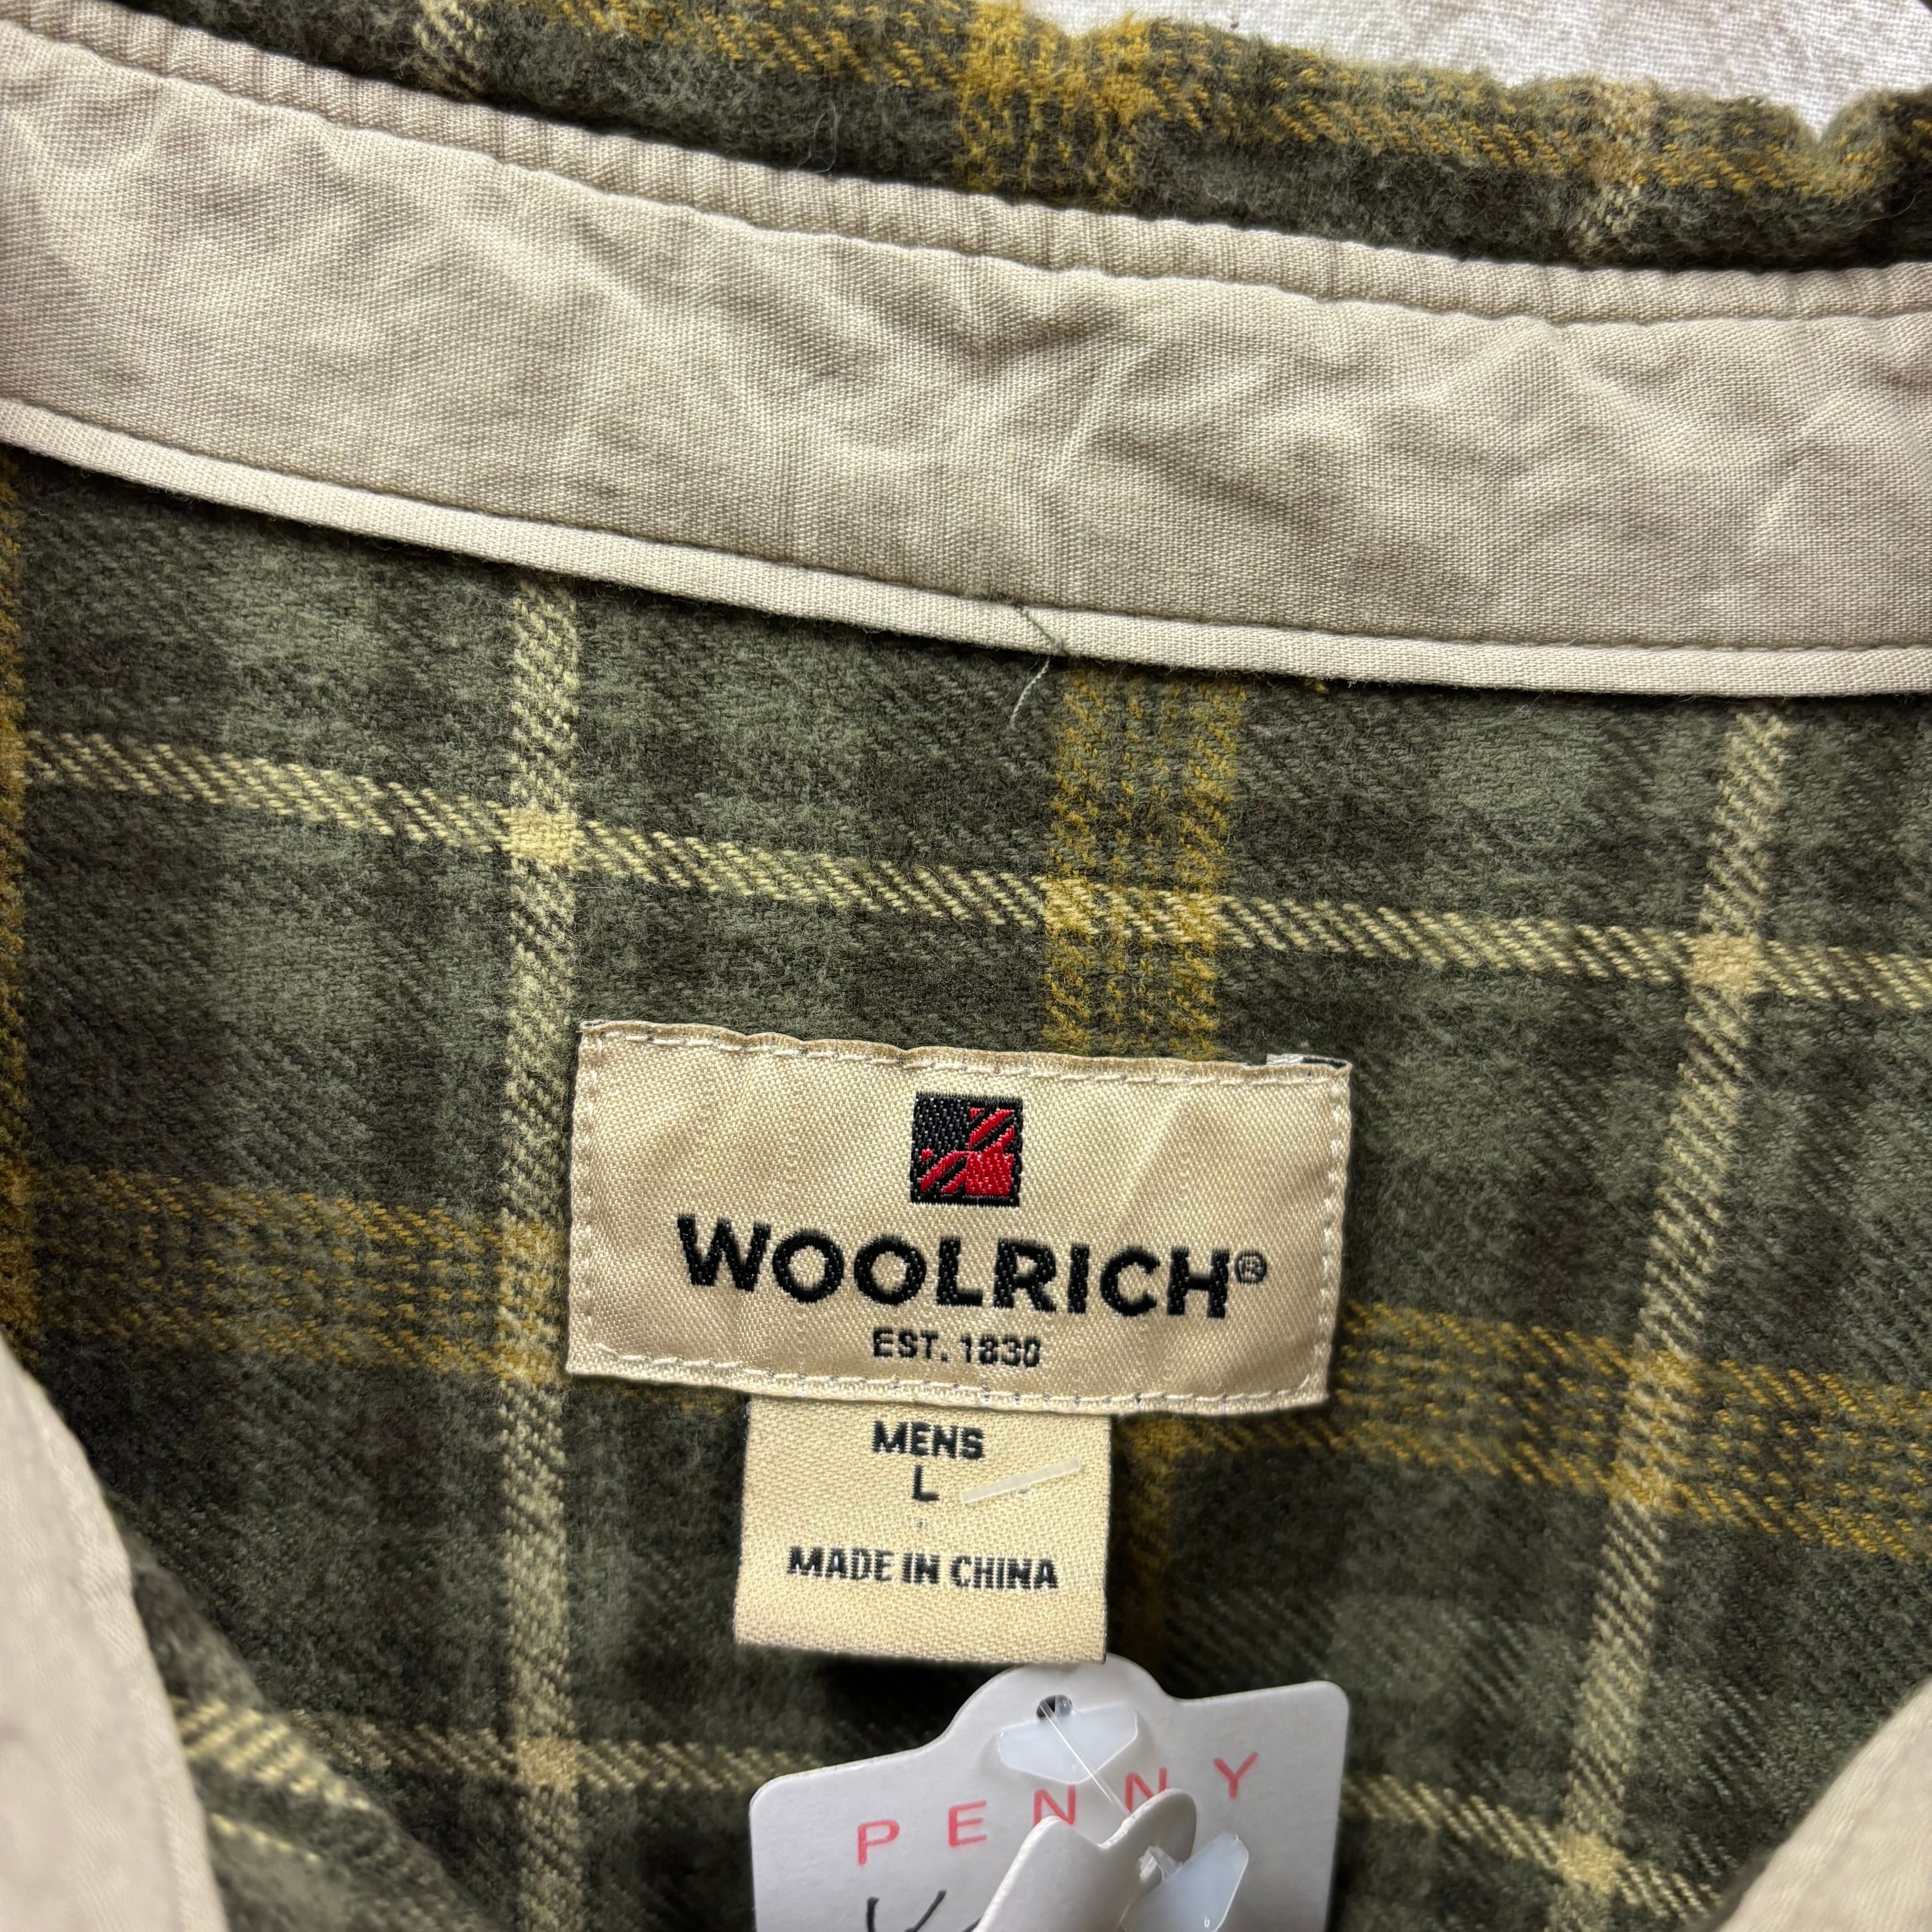 WOOLRICH®
EST. 1830
MENS
L
MADE IN CHINA
PENNY